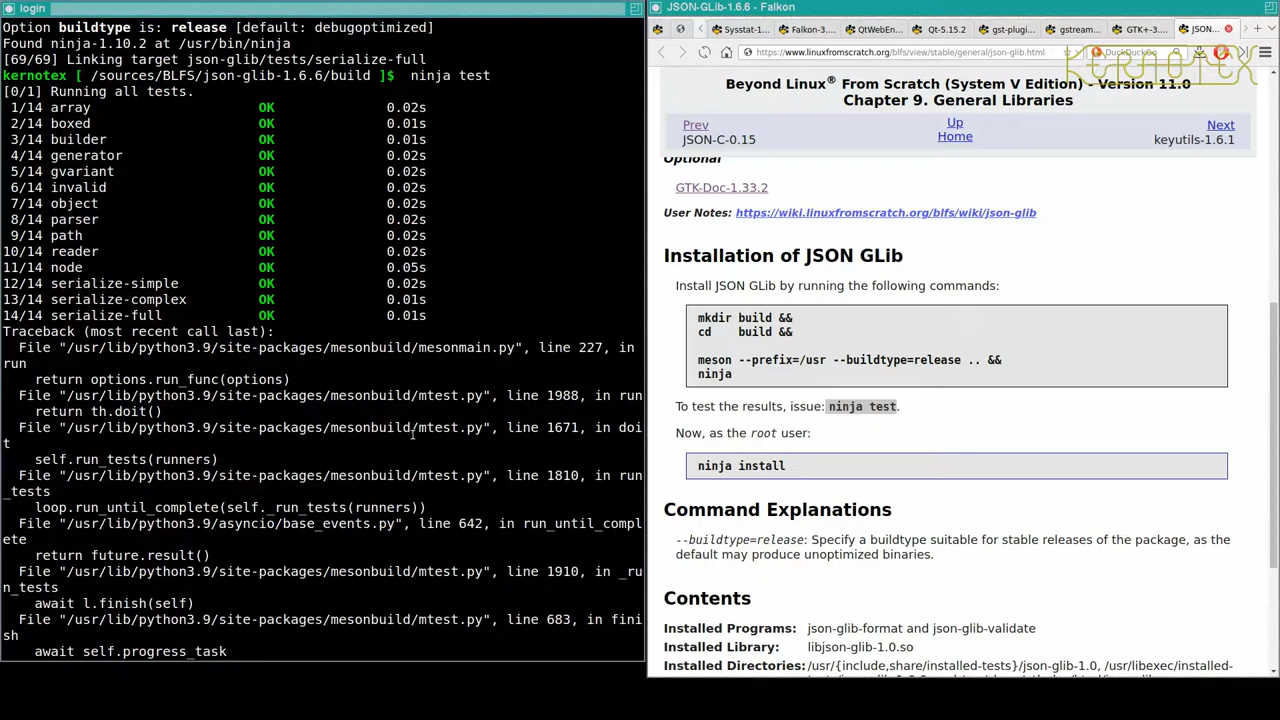 login
Option buildtype is: release [default: debugoptimized]
Found ninja-1.10.2 at /usr/bin/ninja
[69/69] Linking target json-glib/tests/serialize-full
kernotex [ /sources/BLFS/json-glib-1.6.6/build ]$  ninja test
[0/1] Running all tests.
1/14 array OK 0.02s
2/14 boxed OK 0.01s
3/14 builder OK 0.01s
4/14 generator OK 0.02s
5/14 gvariant OK 0.02s
6/14 invalid OK 0.02s
7/14 object OK 0.02s
8/14 parser OK 0.02s
9/14 path OK 0.02s
10/14 reader OK 0.02s
11/14 node OK 0.05s
12/14 serialize-simple OK 0.02s
13/14 serialize-complex OK 0.01s
14/14 serialize-full OK 0.01s
Traceback (most recent call last):
File "/usr/lib/python3.9/site-packages/mesonbuild/mesonmain.py", line 227, in
run
return options.run_func(options)
File "/usr/lib/python3.9/site-packages/mesonbuild/mtest.py", line 1988, in run
return th.doit()
File "/usr/lib/python3.9/site-packages/mesonbuild/mtest.py", line 1671, in doi
t
self.run_tests(runners)
File "/usr/lib/python3.9/site-packages/mesonbuild/mtest.py", line 1810, in run
_tests
loop.run_until_complete(self._run_tests(runners))
File "/usr/lib/python3.9/asyncio/base_events.py", line 642, in run_until_compl
ete
return future.result()
File "/usr/lib/python3.9/site-packages/mesonbuild/mtest.py", line 1910, in _ru
n_tests
await l.finish(self)
File "/usr/lib/python3.9/site-packages/mesonbuild/mtest.py", line 683, in fini
sh
await self.progress_task
JSON-GLib-1.6.6 - Falkon
Sysstat-1... Falkon-3.... QtWebEn... Qt-5.15.2 gst-plugi... gstream... GTK+-3.... JSON...
https://www.linuxfromscratch.org/blfs/view/stable/general/json-glib.html DuckDuckGo
KERNOTEX
Beyond Linux® From Scratch (System V Edition) - Version 11.0
Chapter 9. General Libraries
Prev Up Next
JSON-C-0.15 Home keyutils-1.6.1
Optional
GTK-Doc-1.33.2
User Notes: https://wiki.linuxfromscratch.org/blfs/wiki/json-glib
Installation of JSON GLib
Install JSON GLib by running the following commands:
mkdir build &&
cd    build &&
meson --prefix=/usr --buildtype=release .. &&
ninja
To test the results, issue: ninja test.
Now, as the root user:
ninja install
Command Explanations
--buildtype=release: Specify a buildtype suitable for stable releases of the package, as the
default may produce unoptimized binaries.
Contents
Installed Programs: json-glib-format and json-glib-validate
Installed Library: libjson-glib-1.0.so
Installed Directories: /usr/{include,share/installed-tests}/json-glib-1.0, /usr/libexec/installed-